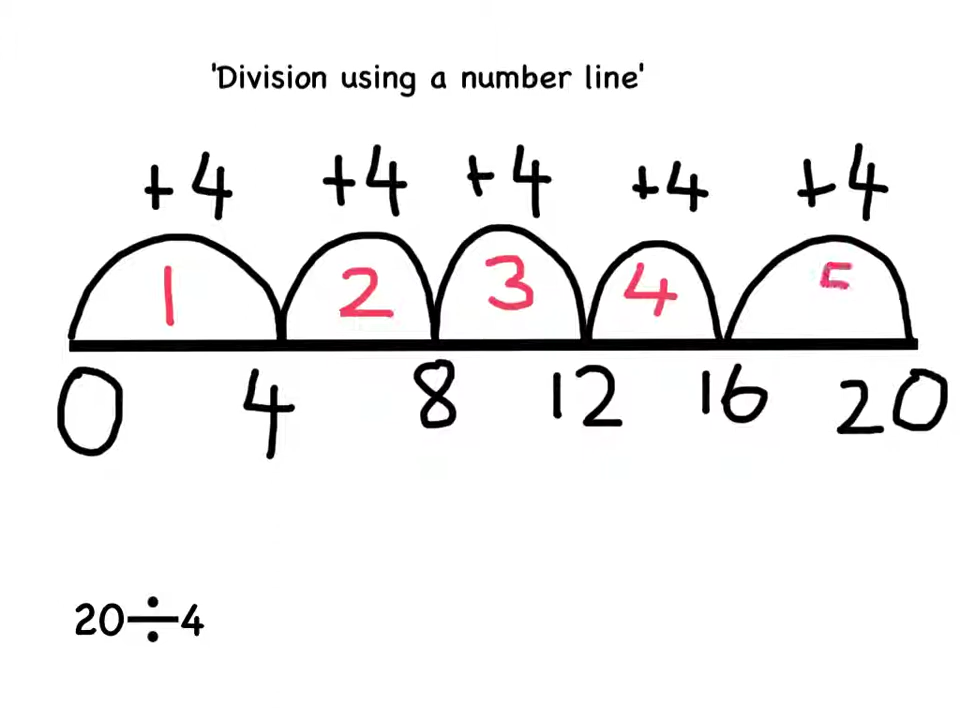 'Division using a number line'
+4 +4 +4 +4 +4
1 2 3 4 5
0 4 8 12 16 20
20÷4